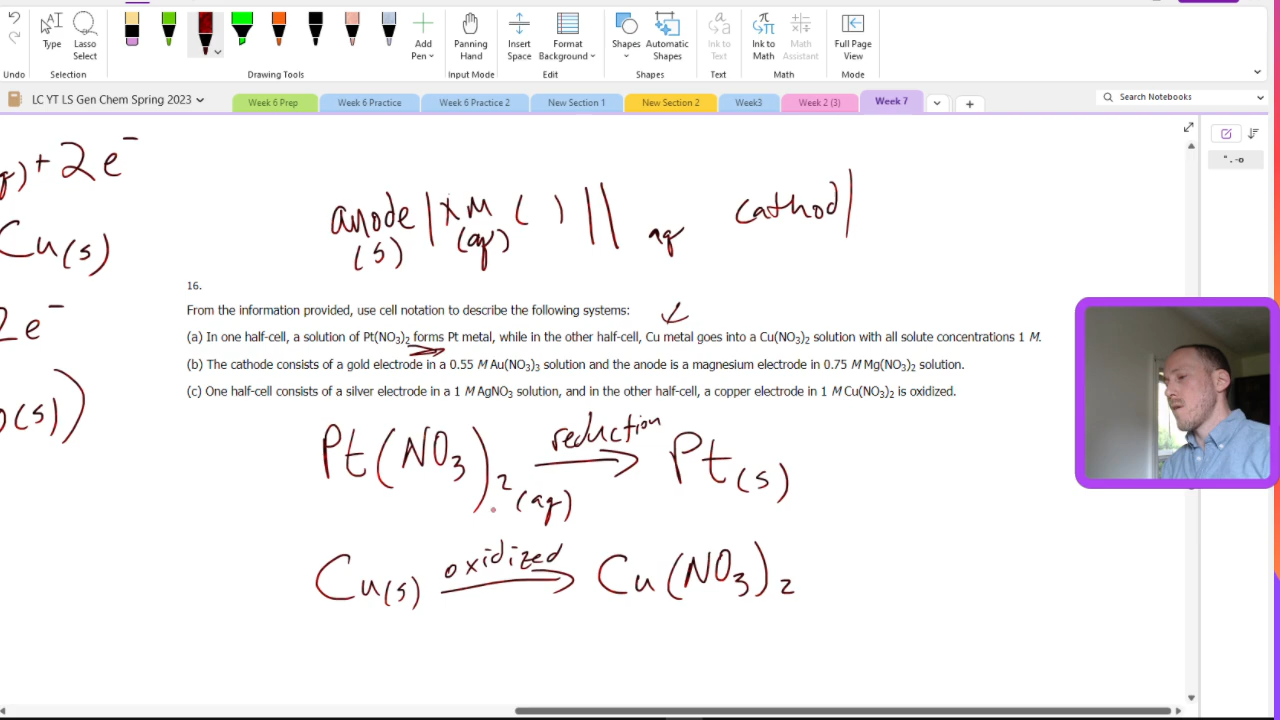 Undo
Type
Lasso Select
Selection
Drawing Tools
Add Pen
Panning Hand
Input Mode
Insert Space
Format Background
Edit
Shapes
Automatic Shapes
Shapes
Ink to Text
Text
Ink to Math
Math Assistant
Math
Full Page View
Mode
LC YT LS Gen Chem Spring 2023
Week 6 Prep
Week 6 Practice
Week 6 Practice 2
New Section 1
New Section 2
Week3
Week 2 (3)
Week 7
Search Notebooks
+ 2e⁻
Cu(s)
2e⁻
(s))
anode | xM ( ) || cathod|
(s) (aq) aq
16.
From the information provided, use cell notation to describe the following systems:
(a) In one half-cell, a solution of Pt(NO₃)₂ forms Pt metal, while in the other half-cell, Cu metal goes into a Cu(NO₃)₂ solution with all solute concentrations 1 M.
(b) The cathode consists of a gold electrode in a 0.55 M Au(NO₃)₃ solution and the anode is a magnesium electrode in 0.75 M Mg(NO₃)₂ solution.
(c) One half-cell consists of a silver electrode in a 1 M AgNO₃ solution, and in the other half-cell, a copper electrode in 1 M Cu(NO₃)₂ is oxidized.
Pt(NO₃)₂(aq) reduction→ Pt(s)
Cu(s) oxidized→ Cu(NO₃)₂